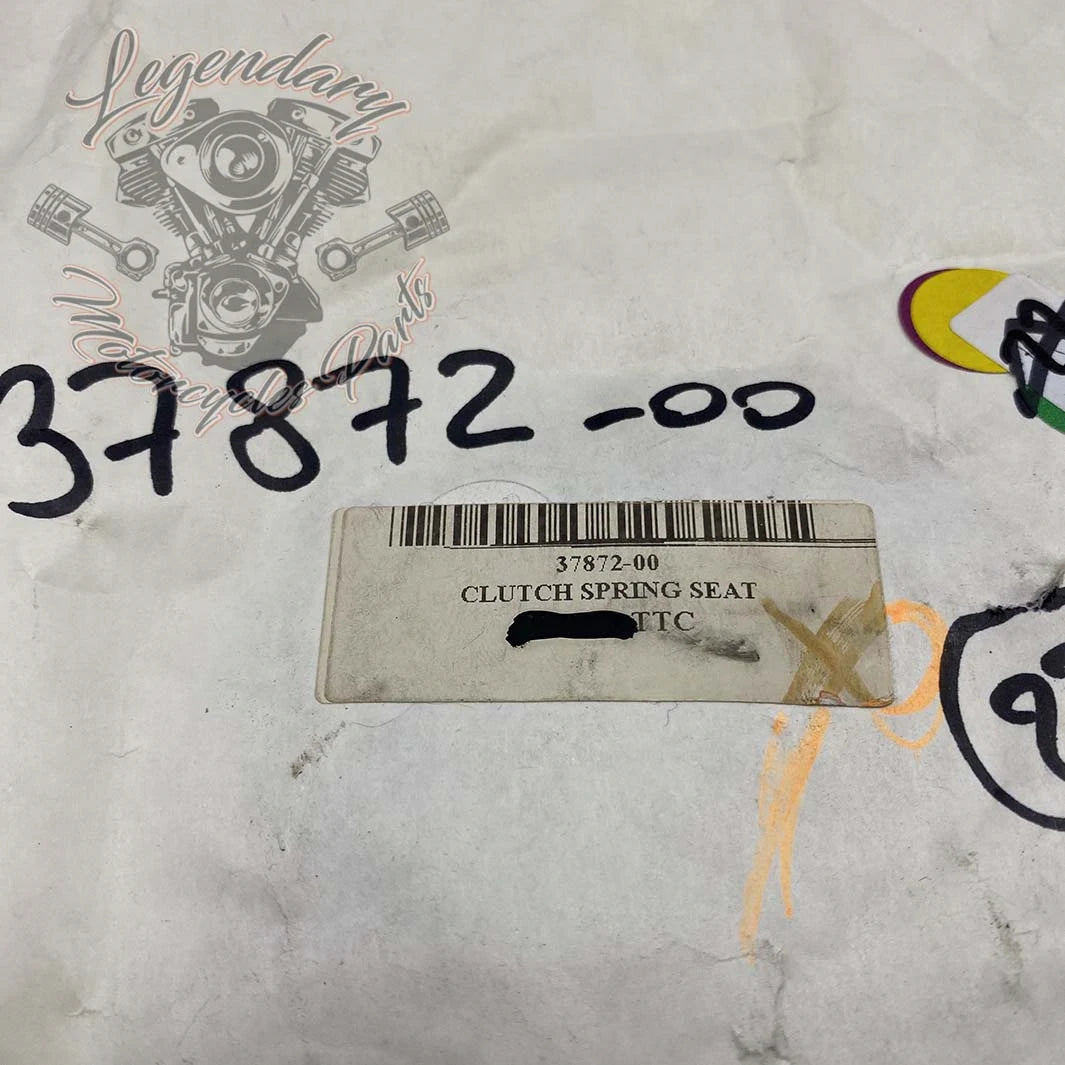 Legendary
Motorcycles Parts
37872-00
37872-00
CLUTCH SPRING SEAT
TTC